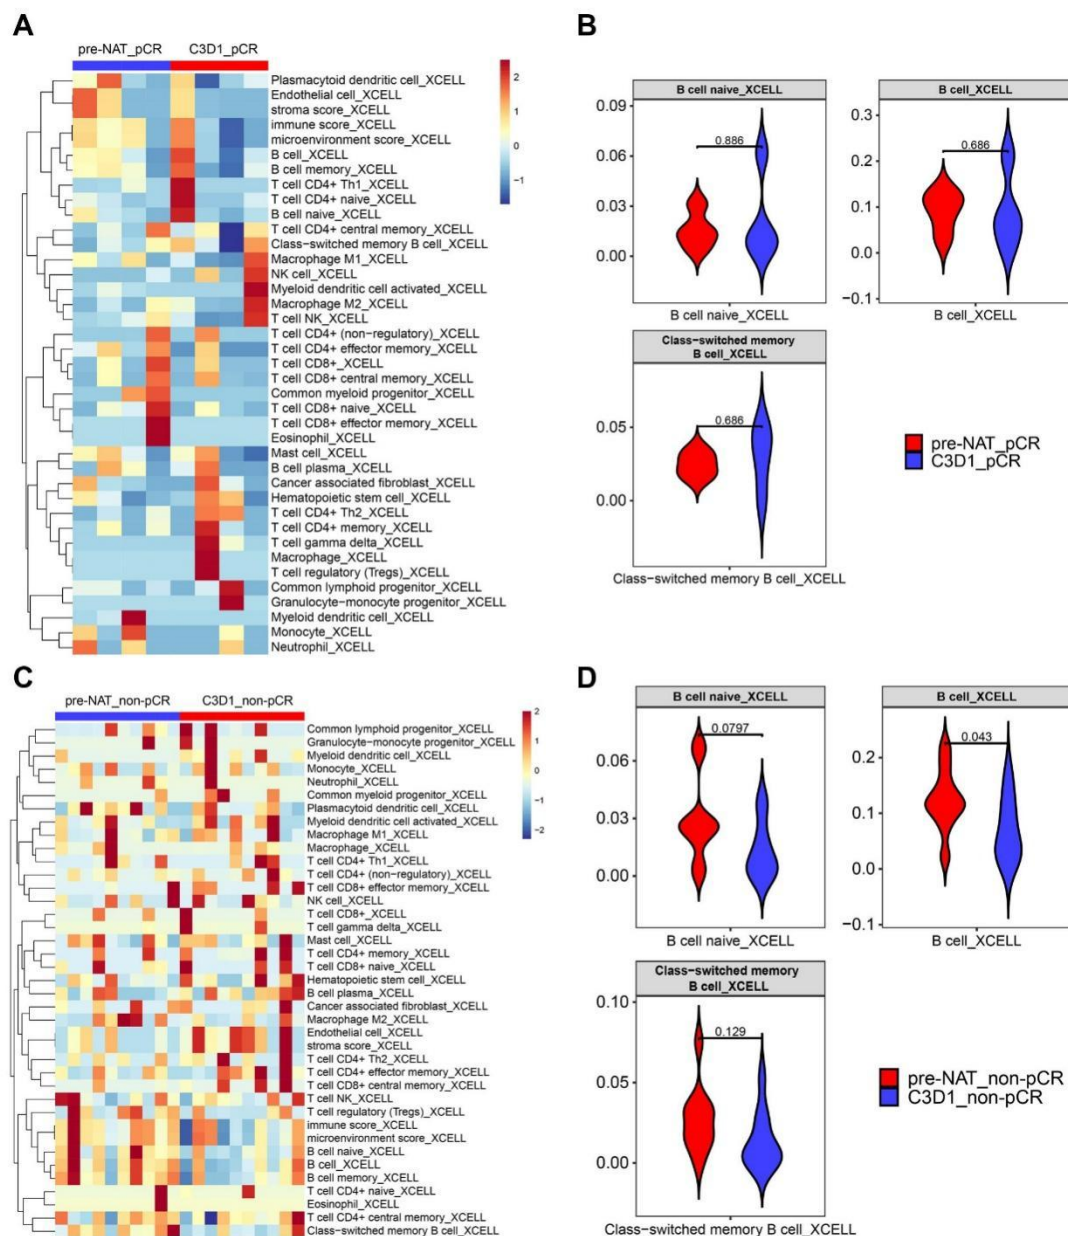 A
pre-NAT_pCR
C3D1_pCR
Plasmacytoid dendritic cell_XCELL
Endothelial cell_XCELL
stroma score_XCELL
immune score_XCELL
microenvironment score_XCELL
B cell_XCELL
B cell memory_XCELL
T cell CD4+ Th1_XCELL
T cell CD4+ naive_XCELL
B cell naive_XCELL
T cell CD4+ central memory_XCELL
Class-switched memory B cell_XCELL
Macrophage M1_XCELL
NK cell_XCELL
Myeloid dendritic cell activated_XCELL
Macrophage M2_XCELL
T cell NK_XCELL
T cell CD4+ (non-regulatory)_XCELL
T cell CD4+ effector memory_XCELL
T cell CD8+_XCELL
T cell CD8+ central memory_XCELL
Common myeloid progenitor_XCELL
T cell CD8+ naive_XCELL
T cell CD8+ effector memory_XCELL
Eosinophil_XCELL
Mast cell_XCELL
B cell plasma_XCELL
Cancer associated fibroblast_XCELL
Hematopoietic stem cell_XCELL
T cell CD4+ Th2_XCELL
T cell CD4+ memory_XCELL
T cell gamma delta_XCELL
Macrophage_XCELL
T cell regulatory (Tregs)_XCELL
Common lymphoid progenitor_XCELL
Granulocyte-monocyte progenitor_XCELL
Myeloid dendritic cell_XCELL
Monocyte_XCELL
Neutrophil_XCELL
2
1
0
-1
B
B cell naive_XCELL
0.09
0.06
0.03
0.00
0.886
B cell naive_XCELL
B cell_XCELL
0.3
0.2
0.1
0.0
-0.1
0.686
B cell_XCELL
Class-switched memory
B cell_XCELL
0.05
0.00
0.686
Class-switched memory B cell_XCELL
pre-NAT_pCR
C3D1_pCR
C
pre-NAT_non-pCR
C3D1_non-pCR
Common lymphoid progenitor_XCELL
Granulocyte-monocyte progenitor_XCELL
Myeloid dendritic cell_XCELL
Monocyte_XCELL
Neutrophil_XCELL
Common myeloid progenitor_XCELL
Plasmacytoid dendritic cell_XCELL
Myeloid dendritic cell activated_XCELL
Macrophage M1_XCELL
Macrophage_XCELL
T cell CD4+ Th1_XCELL
T cell CD4+ (non-regulatory)_XCELL
T cell CD8+ effector memory_XCELL
NK cell_XCELL
T cell CD8+_XCELL
T cell gamma delta_XCELL
Mast cell_XCELL
T cell CD4+ memory_XCELL
T cell CD8+ naive_XCELL
Hematopoietic stem cell_XCELL
B cell plasma_XCELL
Cancer associated fibroblast_XCELL
Macrophage M2_XCELL
Endothelial cell_XCELL
stroma score_XCELL
T cell CD4+ Th2_XCELL
T cell CD4+ effector memory_XCELL
T cell CD8+ central memory_XCELL
T cell NK_XCELL
T cell regulatory (Tregs)_XCELL
immune score_XCELL
microenvironment score_XCELL
B cell naive_XCELL
B cell_XCELL
B cell memory_XCELL
T cell CD4+ naive_XCELL
Eosinophil_XCELL
T cell CD4+ central memory_XCELL
Class-switched memory B cell_XCELL
2
1
0
-1
-2
D
B cell naive_XCELL
0.06
0.03
0.00
0.0797
B cell naive_XCELL
B cell_XCELL
0.2
0.1
0.0
-0.1
0.043
B cell_XCELL
Class-switched memory
B cell_XCELL
0.10
0.05
0.00
0.129
Class-switched memory B cell_XCELL
pre-NAT_non-pCR
C3D1_non-pCR